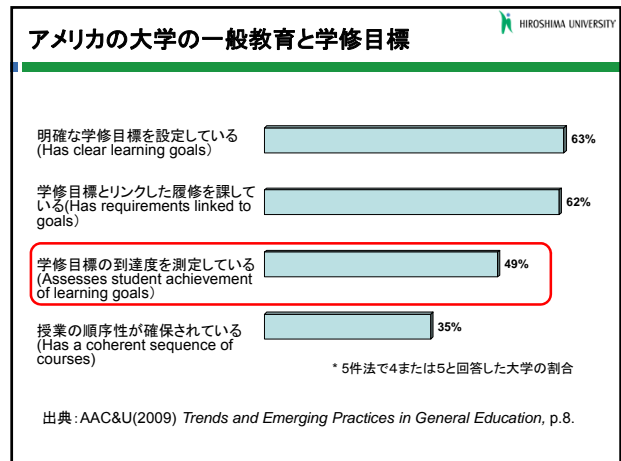 アメリカの大学の一般教育と学修目標
HIROSHIMA UNIVERSITY
明確な学修目標を設定している
(Has clear learning goals）
63%
学修目標とリンクした履修を課して
いる(Has requirements linked to
goals）
62%
学修目標の到達度を測定している
(Assesses student achievement
of learning goals）
49%
授業の順序性が確保されている
(Has a coherent sequence of
courses)
35%
* 5件法で４または５と回答した大学の割合
出典：AAC&U(2009) Trends and Emerging Practices in General Education, p.8.